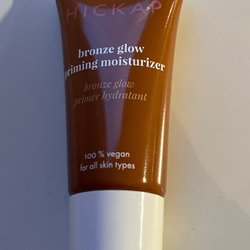 HICKAP
bronze glow
priming moisturizer
bronze glow
primer hydratant
100% vegan
for all skin types